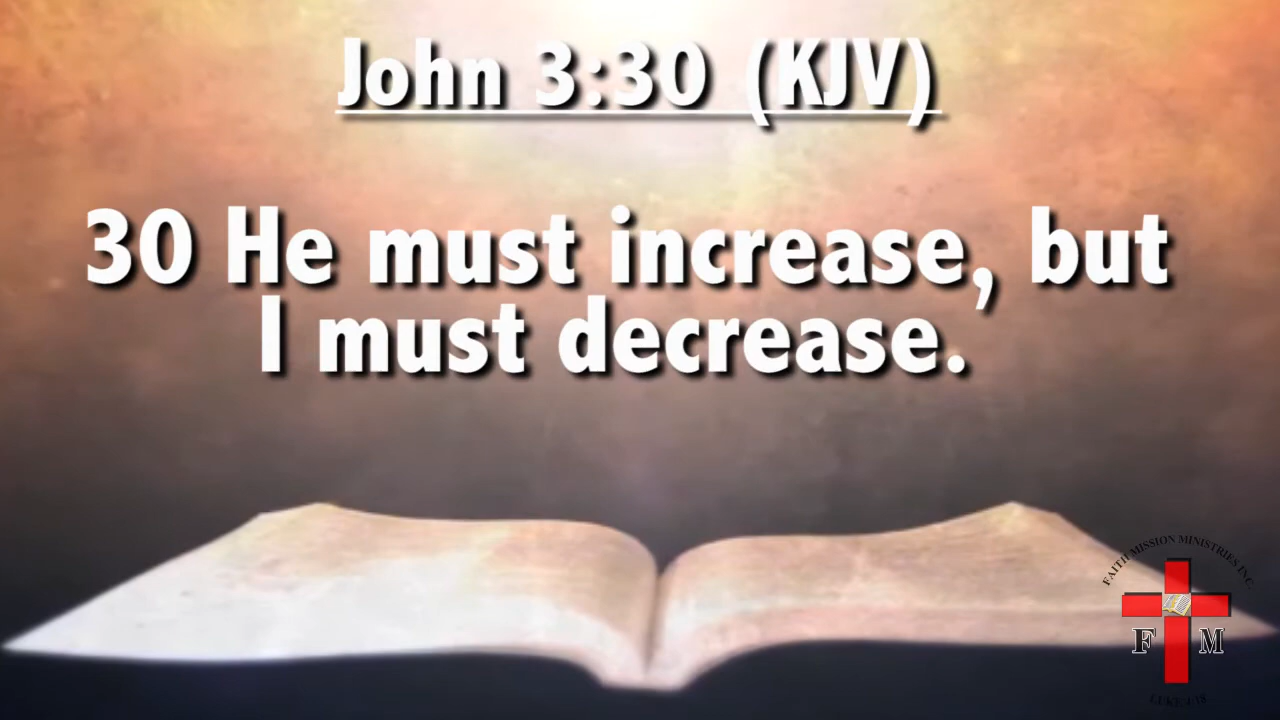 John 3:30 (KJV)
30 He must increase, but
I must decrease.
FAITH MISSION MINISTRIES INC.
F M